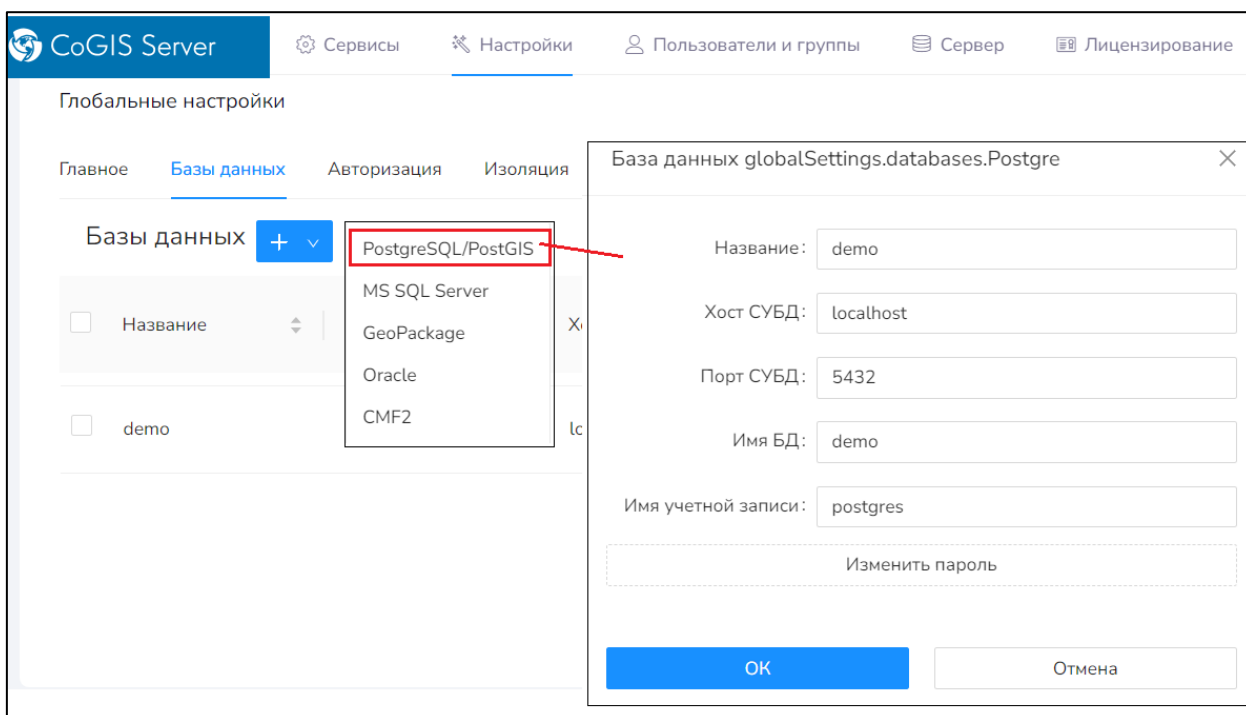 CoGIS Server
Сервисы
Настройки
Пользователи и группы
Сервер
Лицензирование
Глобальные настройки
Главное
Базы данных
Авторизация
Изоляция
Базы данных
+
PostgreSQL/PostGIS
MS SQL Server
GeoPackage
Oracle
CMF2
Название
demo
База данных globalSettings.databases.Postgre
Название: demo
Хост СУБД: localhost
Порт СУБД: 5432
Имя БД: demo
Имя учетной записи: postgres
Изменить пароль
ОК
Отмена